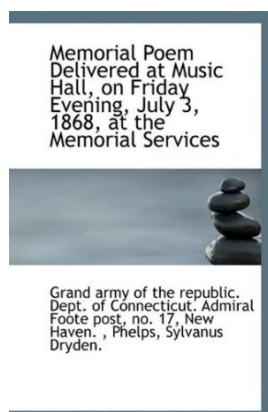 Memorial Poem
Delivered at Music
Hall, on Friday
Evening, July 3,
1868, at the
Memorial Services
Grand army of the republic.
Dept. of Connecticut. Admiral
Foote post, no. 17, New
Haven. , Phelps, Sylvanus
Dryden.